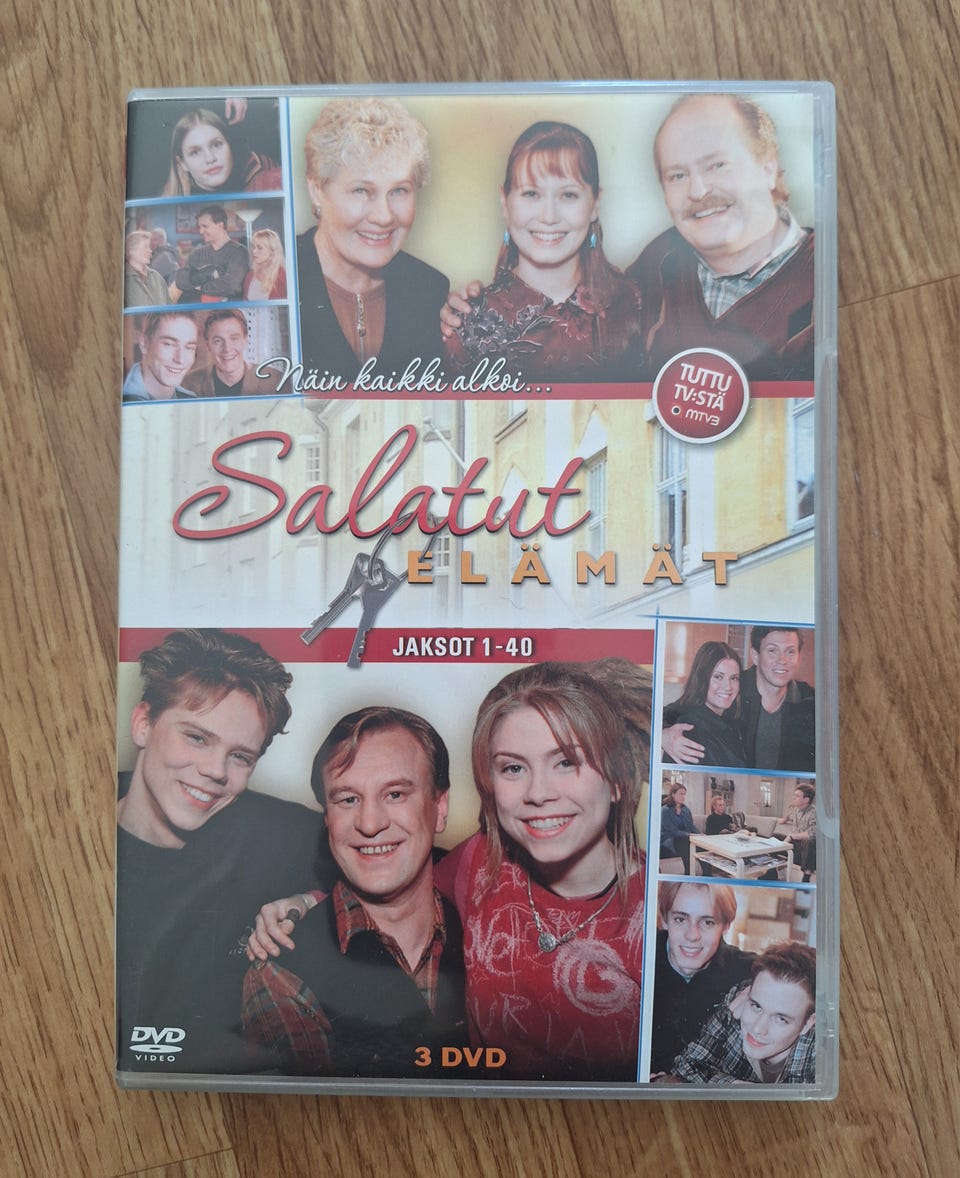 Näin kaikki alkoi...
TUTTU
TV:STÄ
MTV3
Salatut
ELÄMÄT
JAKSOT 1-40
DVD
VIDEO
3 DVD